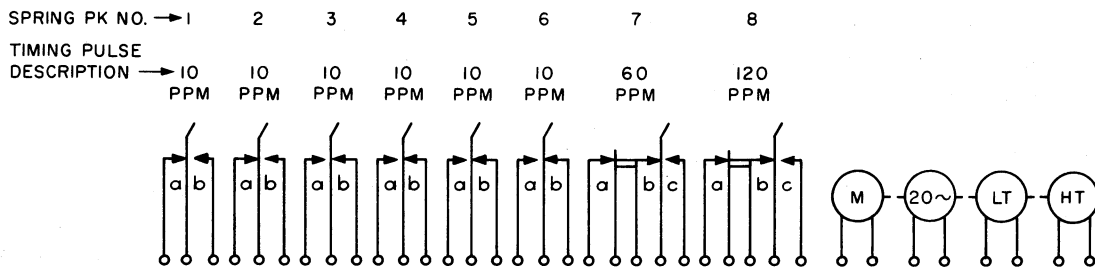 SPRING PK NO. → 1 2 3 4 5 6 7 8
TIMING PULSE
DESCRIPTION → 10 10 10 10 10 10 60 120
PPM PPM PPM PPM PPM PPM PPM PPM
a b a b a b a b a b a b a b c a b c
M 20~ LT HT